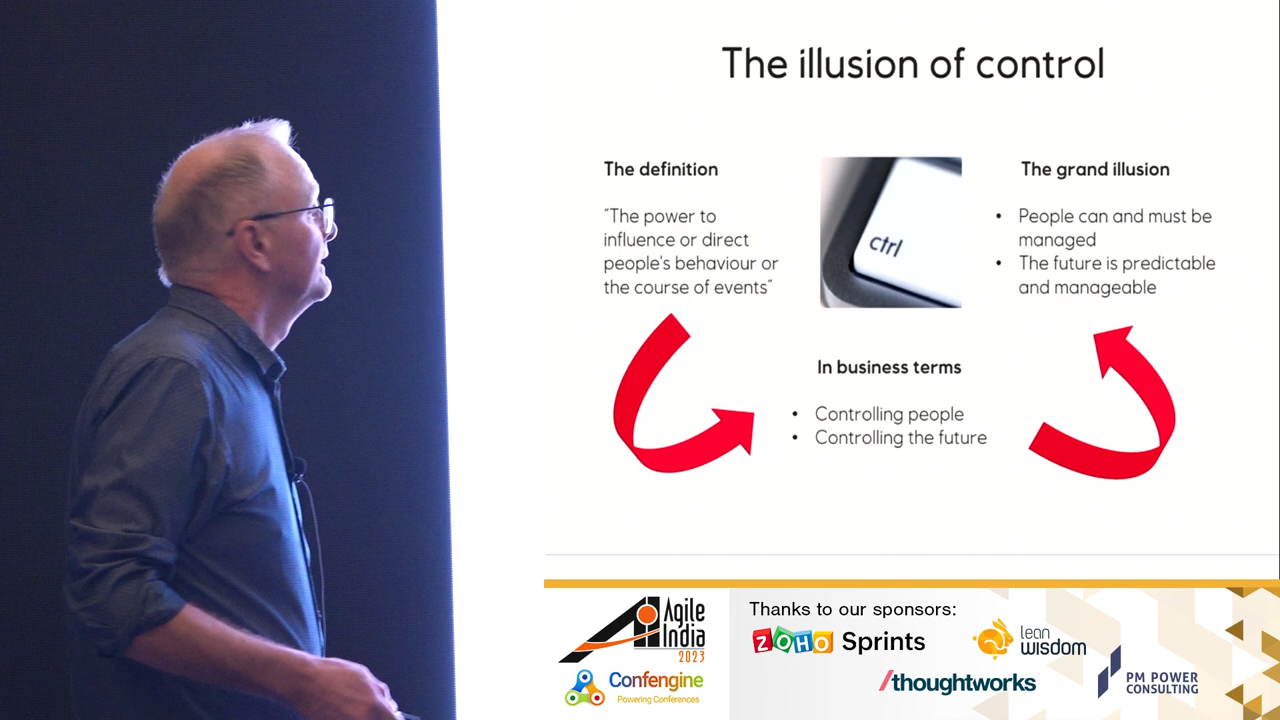 The illusion of control
The definition
"The power to
influence or direct
people's behaviour or
the course of events"
ctrl
The grand illusion
• People can and must be
managed
• The future is predictable
and manageable
In business terms
• Controlling people
• Controlling the future
Agile
India
2023
Confengine
Powering Conferences
Thanks to our sponsors:
ZOHO Sprints
lean
wisdom
/thoughtworks
PM POWER
CONSULTING